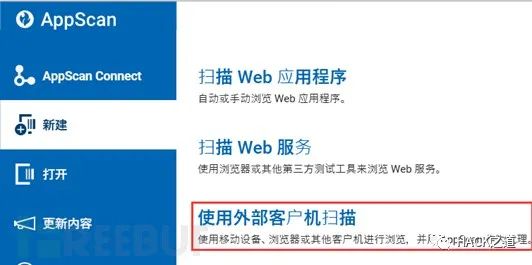 AppScan
AppScan Connect
新建
打开
更新内容
扫描 Web 应用程序
自动或手动浏览 Web 应用程序。
扫描 Web 服务
使用浏览器或其他第三方测试工具来浏览 Web 服务。
使用外部客户机扫描
使用移动设备、浏览器或其他客户机进行浏览，并
HACK之道
REEBUF